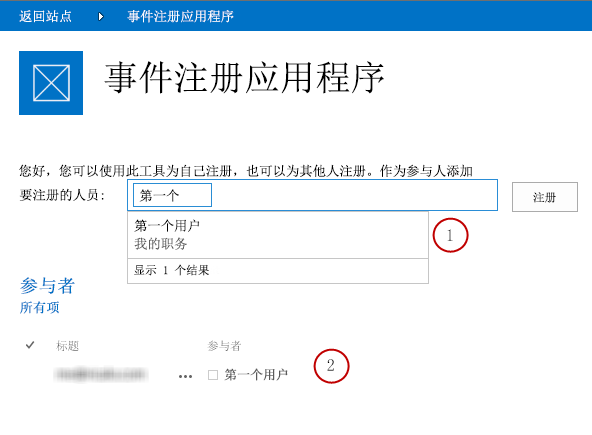 返回站点 事件注册应用程序
事件注册应用程序
您好，您可以使用此工具为自己注册，也可以为其他人注册。作为参与人添加
要注册的人员： 第一个 注册
第一个用户
我的职务
显示 1 个结果
1
参与者
所有项
标题 参与者
••• 第一个用户
2